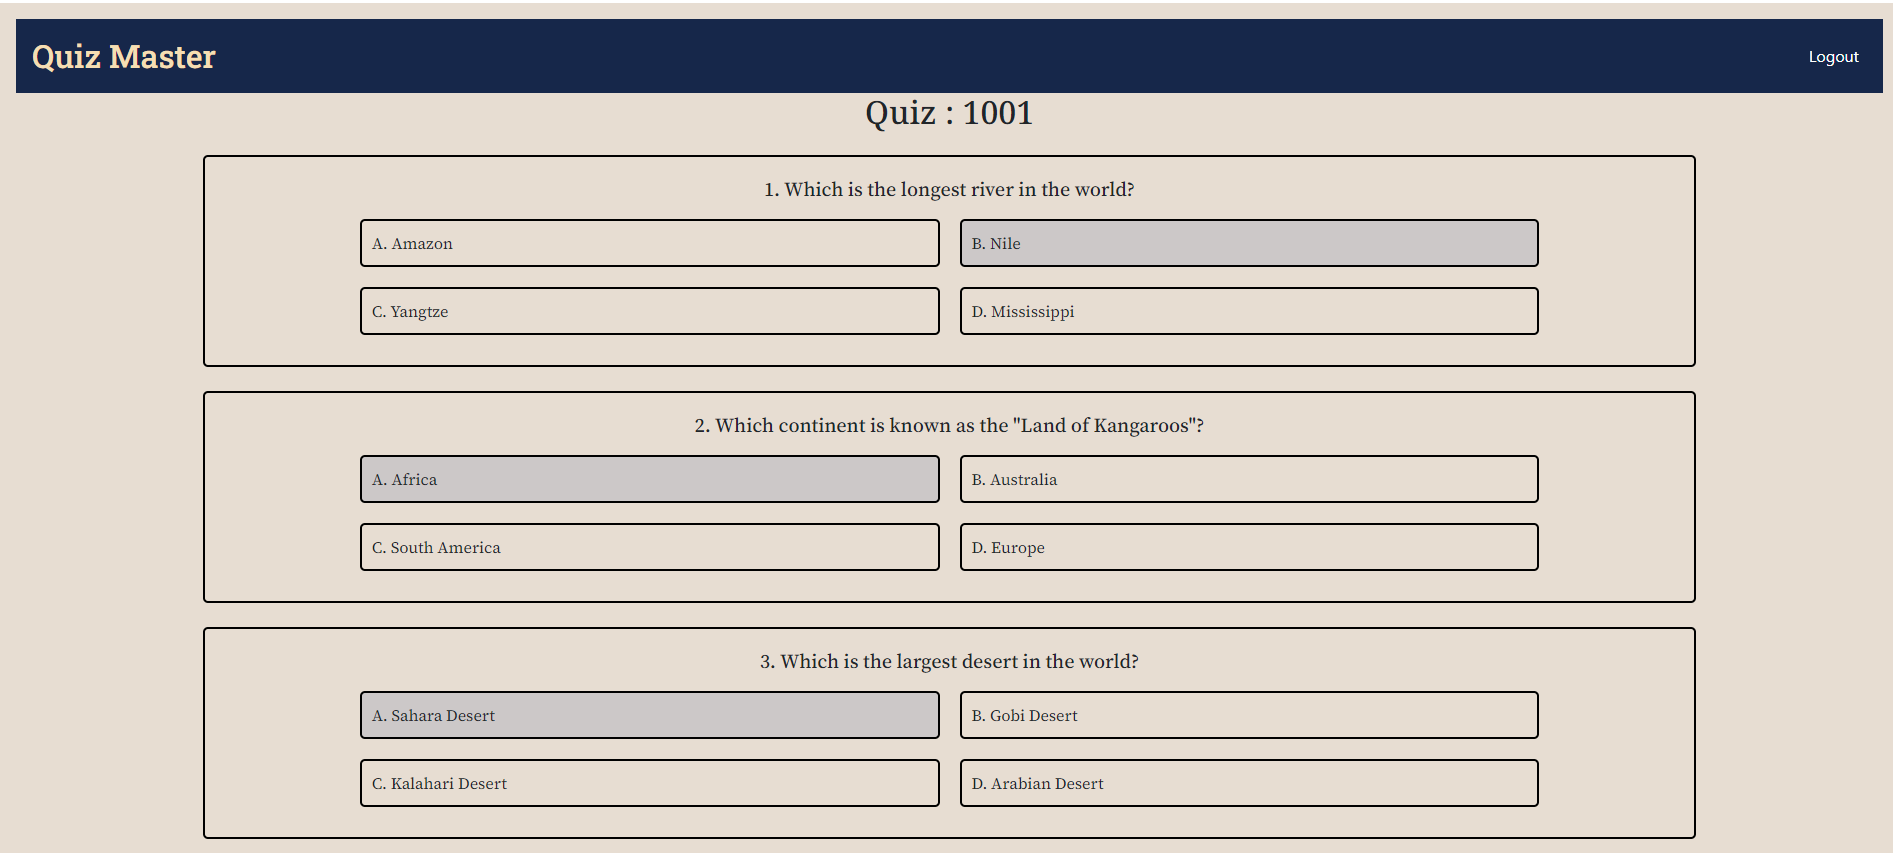 Quiz Master
Logout
Quiz : 1001
1. Which is the longest river in the world?
A. Amazon
B. Nile
C. Yangtze
D. Mississippi
2. Which continent is known as the "Land of Kangaroos"?
A. Africa
B. Australia
C. South America
D. Europe
3. Which is the largest desert in the world?
A. Sahara Desert
B. Gobi Desert
C. Kalahari Desert
D. Arabian Desert